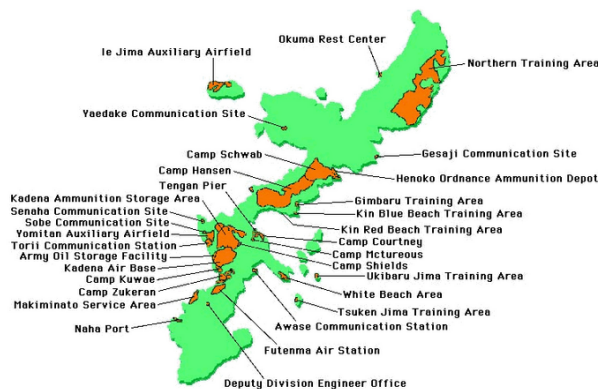 Okuma Rest Center
Ie Jima Auxiliary Airfield
Northern Training Area
Yaedake Communication Site
Camp Schwab
Gesaji Communication Site
Camp Hansen
Henoko Ordnance Ammunition Depot
Tengan Pier
Kadena Ammunition Storage Area
Gimbaru Training Area
Senaha Communication Site
Kin Blue Beach Training Area
Sobe Communication Site
Kin Red Beach Training Area
Yomitan Auxiliary Airfield
Camp Courtney
Torii Communication Station
Camp Mctureous
Army Oil Storage Facility
Camp Shields
Kadena Air Base
Ukibaru Jima Training Area
Camp Kuwae
Camp Zukeran
White Beach Area
Makiminato Service Area
Tsuken Jima Training Area
Naha Port
Awase Communication Station
Futenma Air Station
Deputy Division Engineer Office